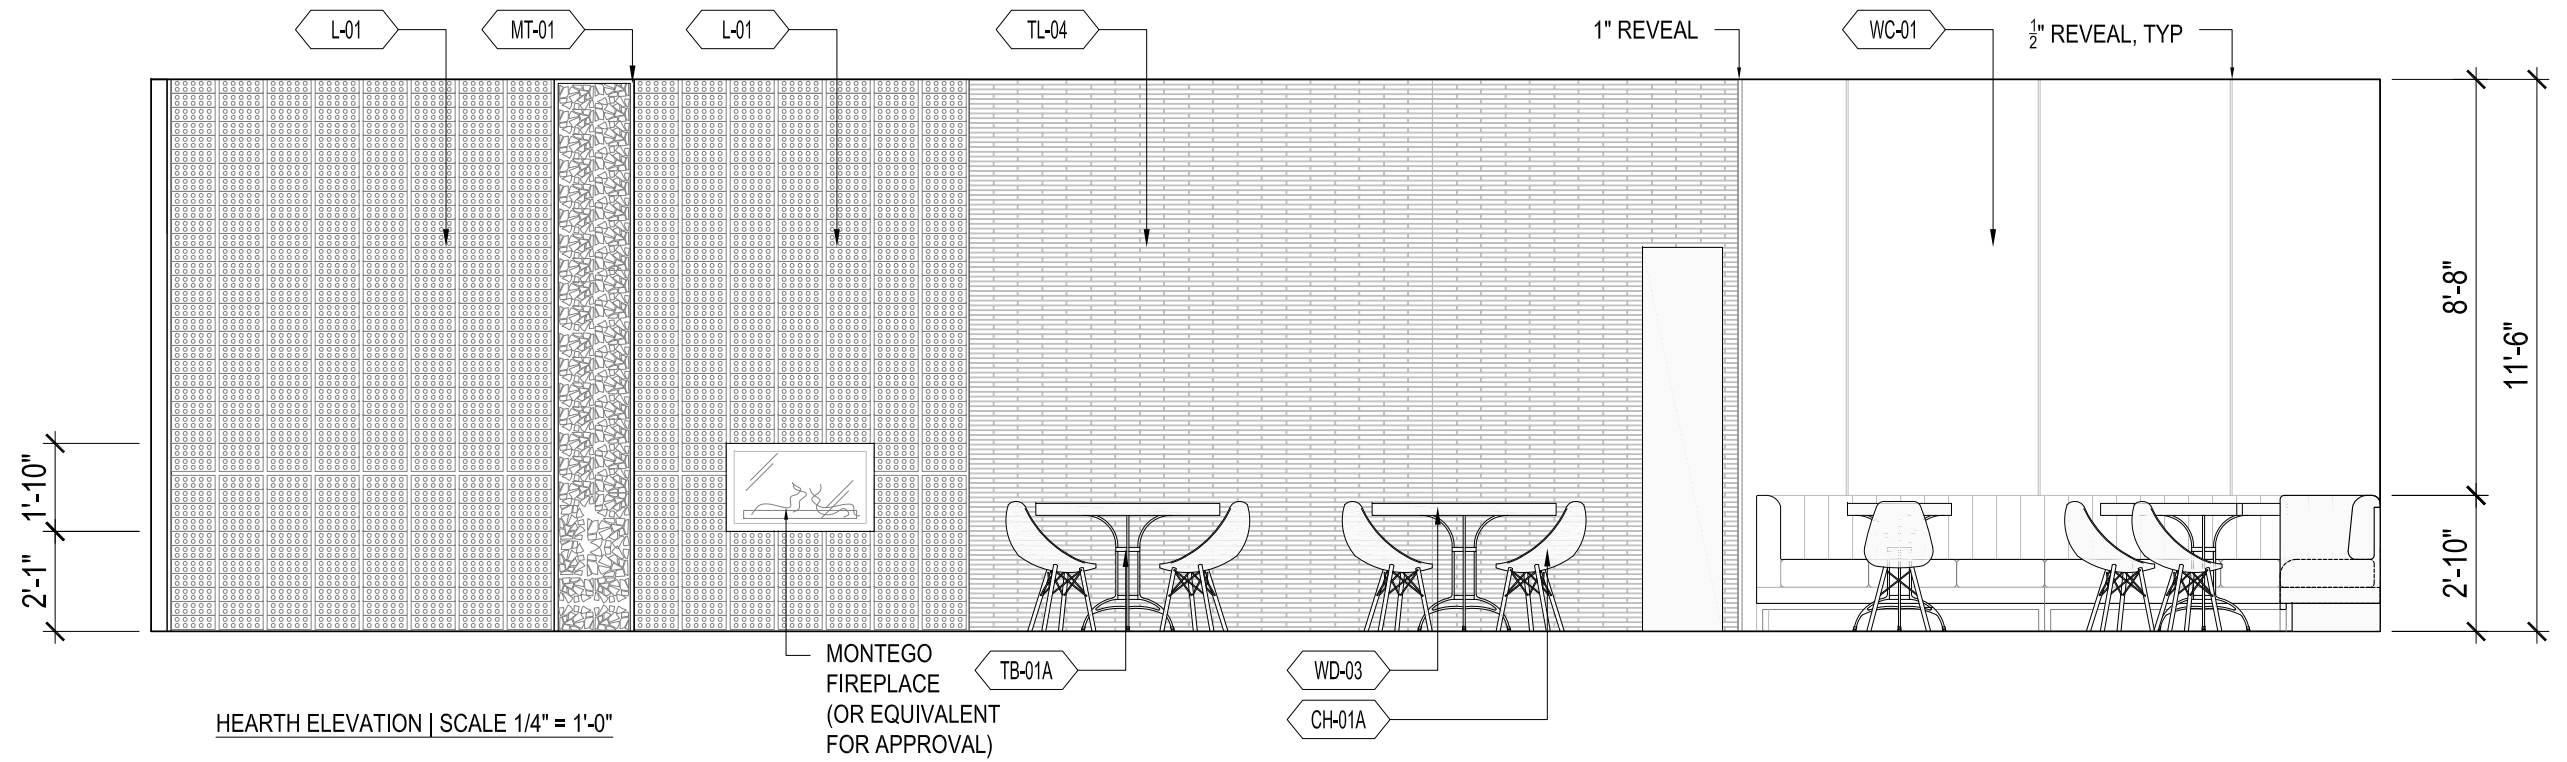 L-01
MT-01
L-01
TL-04
1" REVEAL
WC-01
½" REVEAL, TYP
8'-8"
11'-6"
1'-10"
2'-1"
2'-10"
MONTEGO
FIREPLACE
(OR EQUIVALENT
FOR APPROVAL)
TB-01A
WD-03
CH-01A
HEARTH ELEVATION | SCALE 1/4" = 1'-0"